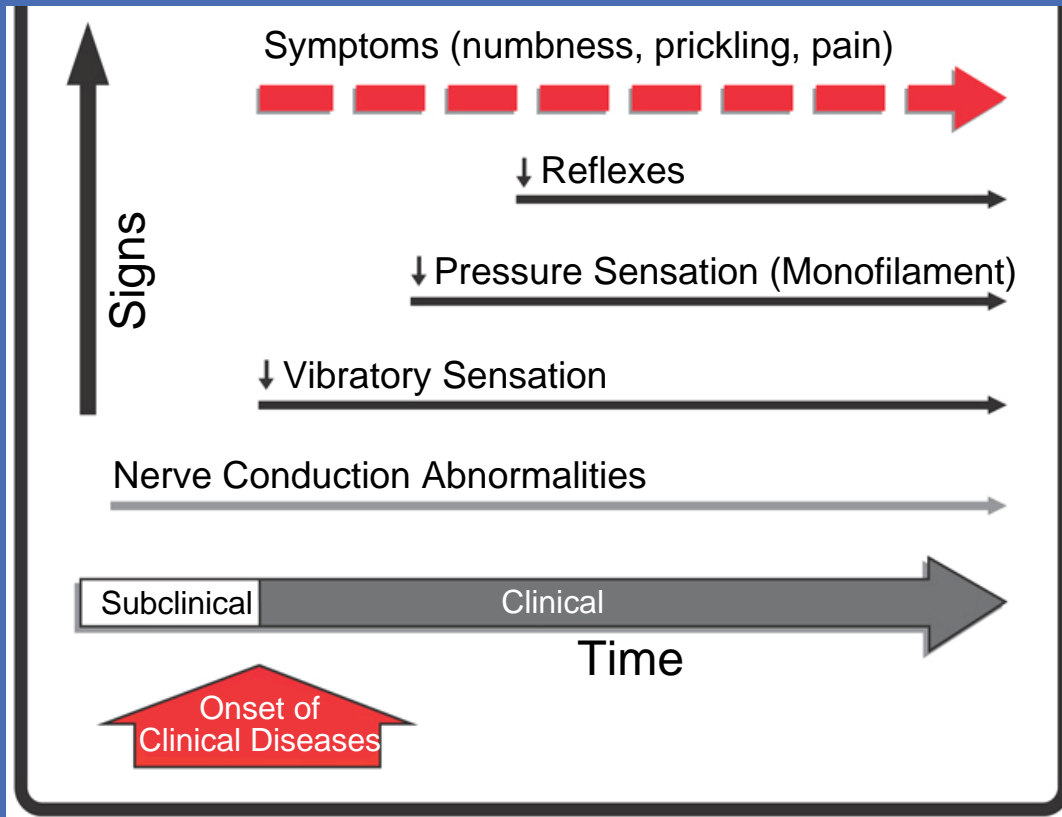 Symptoms (numbness, prickling, pain)
↓ Reflexes
↓ Pressure Sensation (Monofilament)
Signs
↓ Vibratory Sensation
Nerve Conduction Abnormalities
Subclinical
Clinical
Time
Onset of
Clinical Diseases